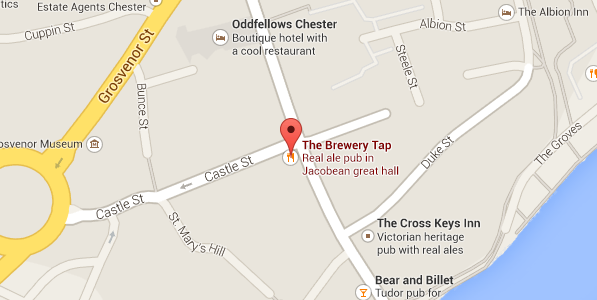 tics
Estate Agents Chester
Cuppin St
Grosvenor St
Oddfellows Chester
Boutique hotel with
a cool restaurant
Albion St
The Albion Inn
Steele St
Bunce St
osvenor Museum
The Brewery Tap
Real ale pub in
Jacobean great hall
Castle St
Castle St
Duke St
The Groves
St. Mary's Hill
The Cross Keys Inn
Victorian heritage
pub with real ales
Bear and Billet
Tudor pub for